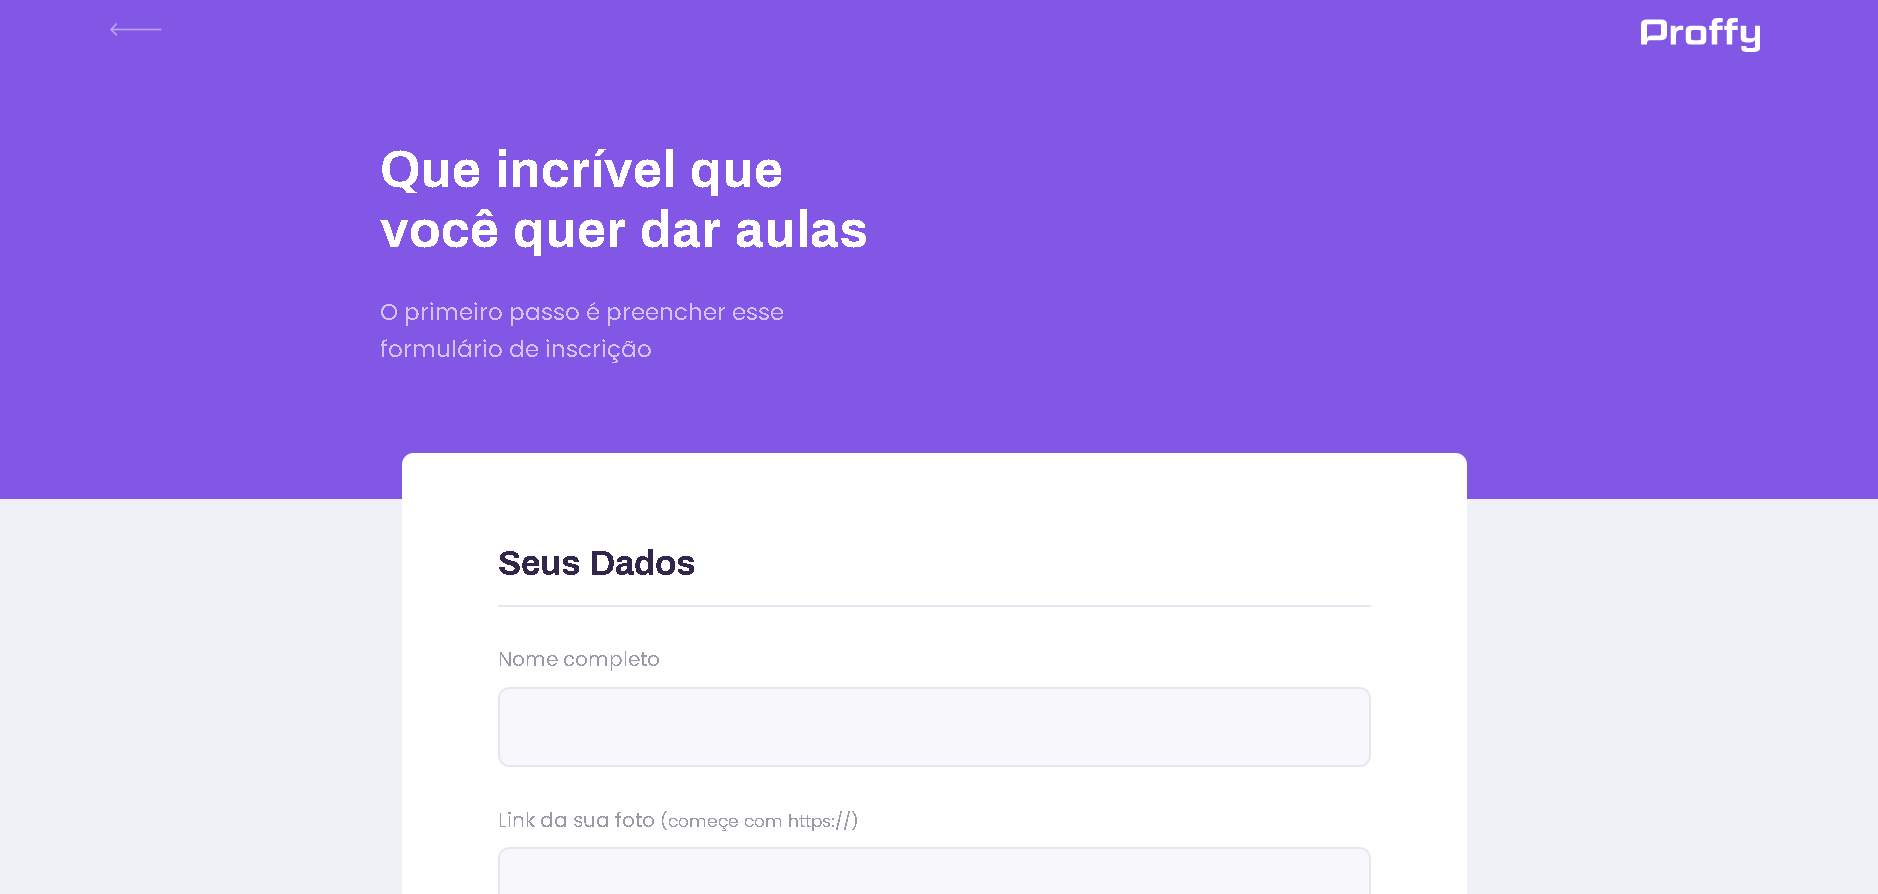 Proffy
Que incrível que
você quer dar aulas
O primeiro passo é preencher esse
formulário de inscrição
Seus Dados
Nome completo
Link da sua foto (começe com https://)